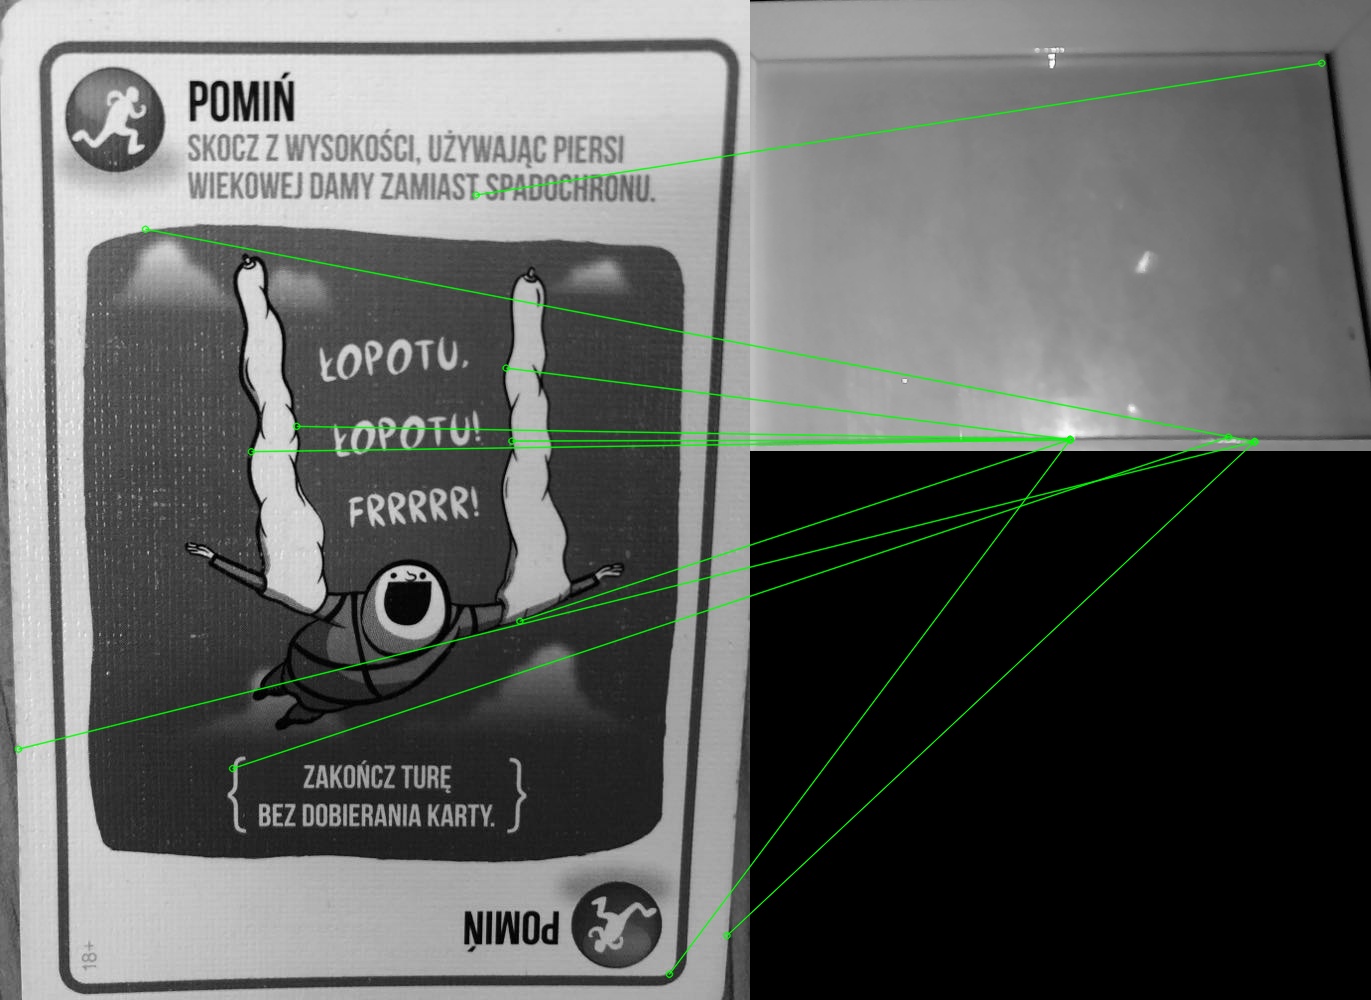 POMIŃ
SKOCZ Z WYSOKOŚCI, UŻYWAJĄC PIERSI
WIEKOWEJ DAMY ZAMIAST SPADOCHRONU.
ŁOPOTU,
ŁOPOTU!
FRRRRR!
ZAKOŃCZ TURĘ
BEZ DOBIERANIA KARTY.
POMIŃ
18+